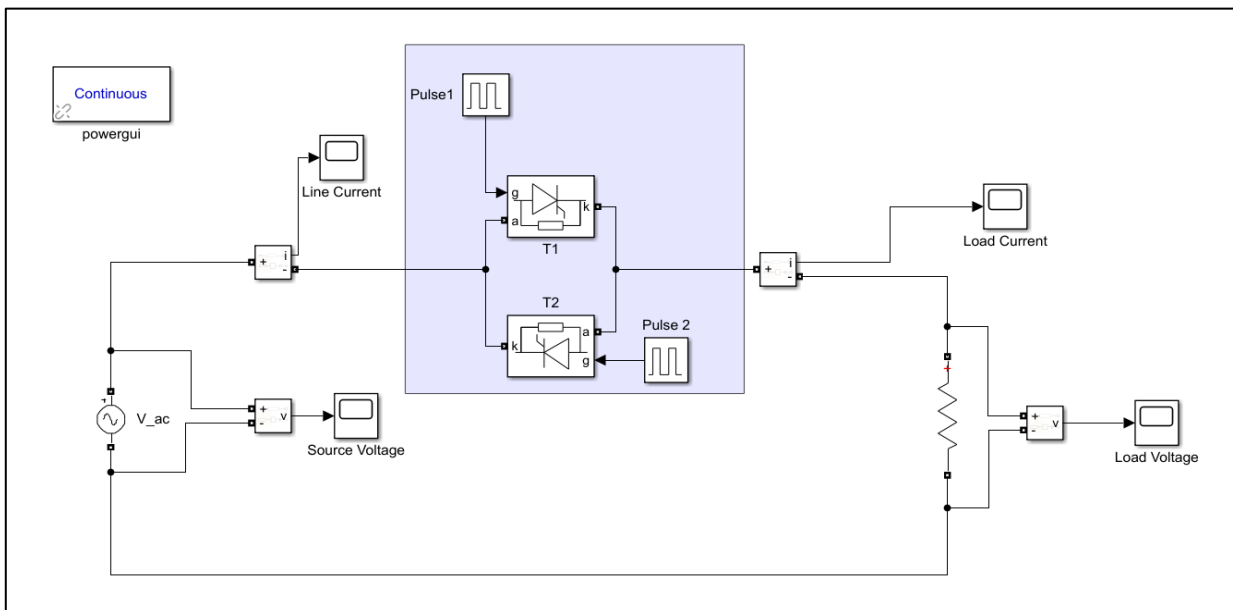 Continuous
powergui
Pulse1
Line Current
g
a
k
T1
T2
k
a
g
Pulse 2
+
i
-
+
i
-
Load Current
V_ac
+
-
v
Source Voltage
+
+
-
v
Load Voltage